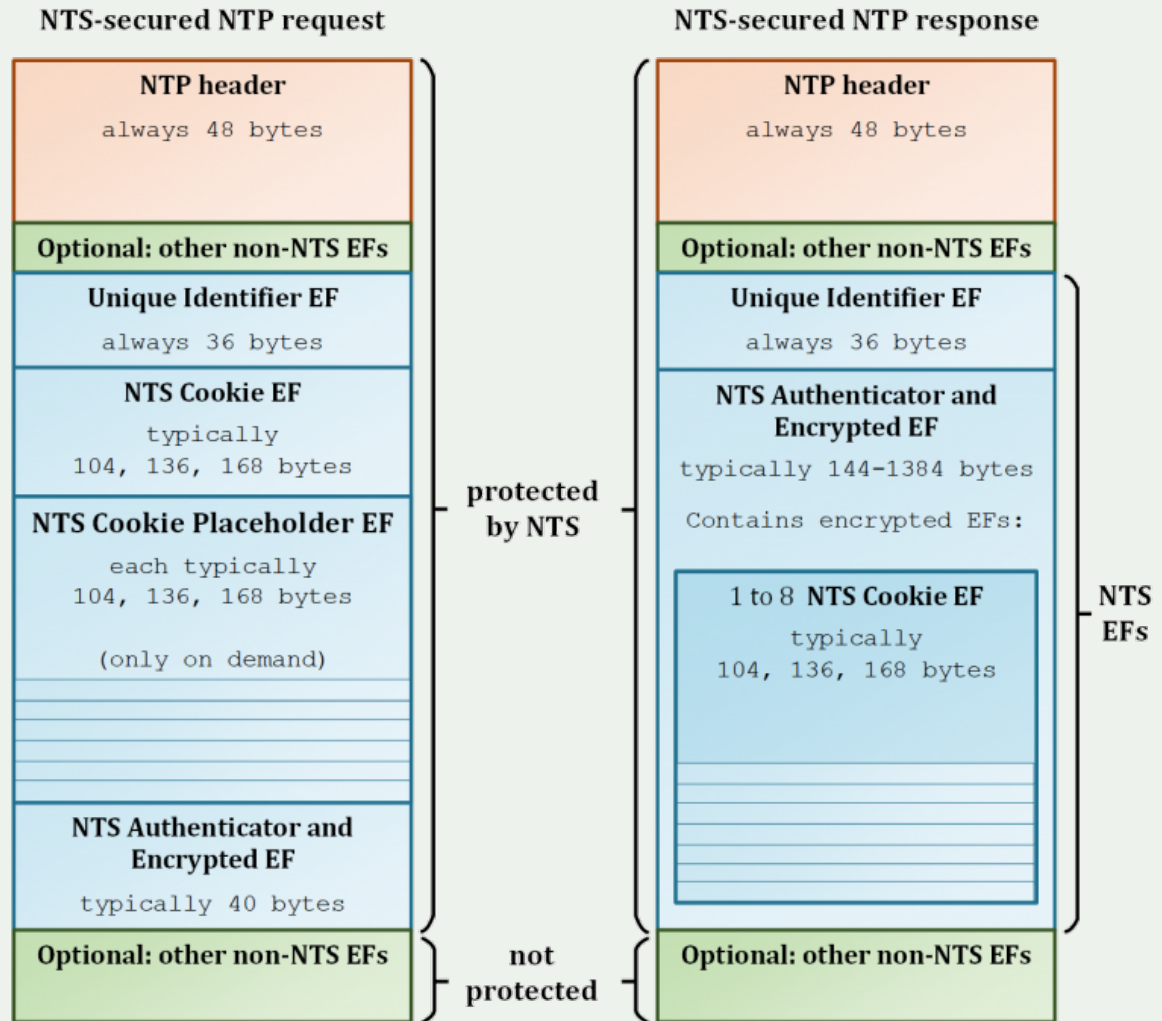 NTS-secured NTP request
NTP header
always 48 bytes
Optional: other non-NTS EFs
Unique Identifier EF
always 36 bytes
NTS Cookie EF
typically
104, 136, 168 bytes
NTS Cookie Placeholder EF
each typically
104, 136, 168 bytes
(only on demand)
NTS Authenticator and
Encrypted EF
typically 40 bytes
Optional: other non-NTS EFs
protected
by NTS
not
protected
NTS-secured NTP response
NTP header
always 48 bytes
Optional: other non-NTS EFs
Unique Identifier EF
always 36 bytes
NTS Authenticator and
Encrypted EF
typically 144-1384 bytes
Contains encrypted EFs:
1 to 8 NTS Cookie EF
typically
104, 136, 168 bytes
Optional: other non-NTS EFs
NTS
EFs